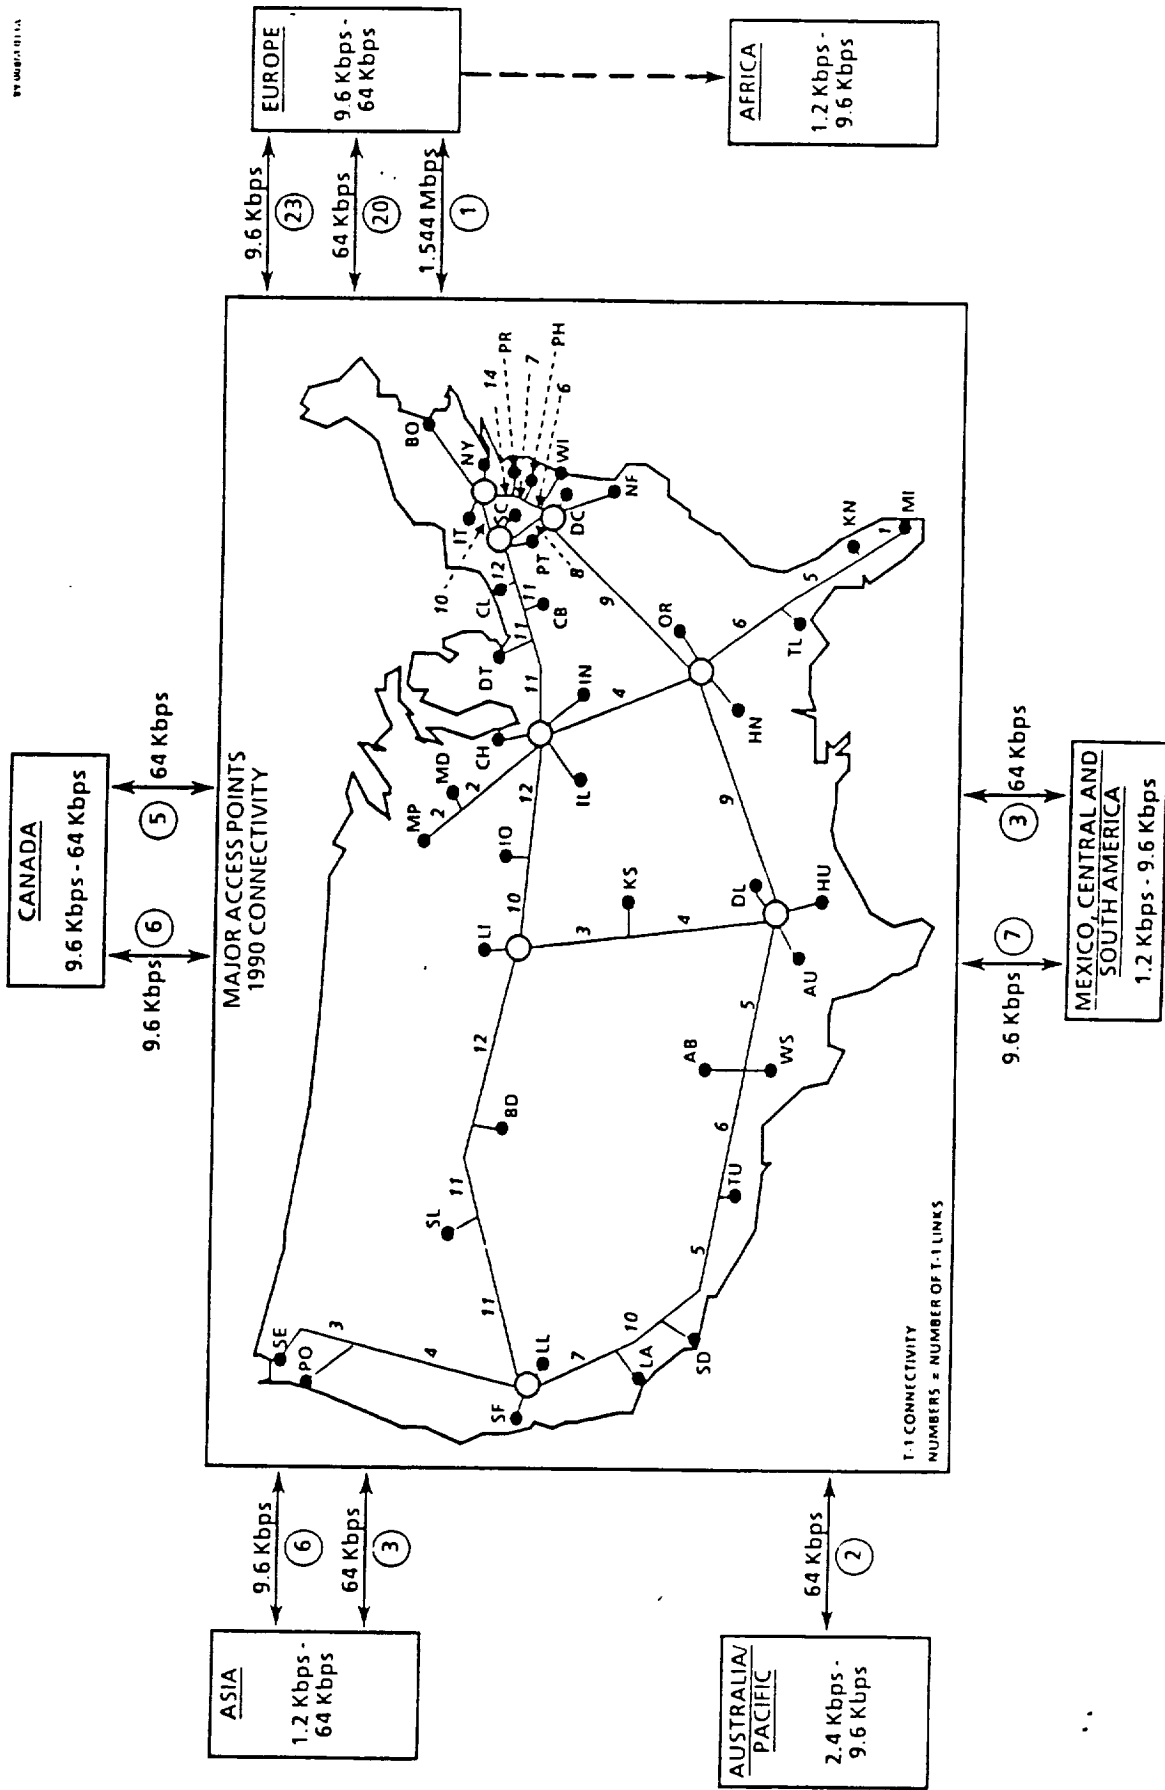 CANADA
9.6 Kbps - 64 Kbps
9.6 Kbps
6
5
64 Kbps
ASIA
1.2 Kbps -
64 Kbps
9.6 Kbps
6
64 Kbps
3
AUSTRALIA/
PACIFIC
2.4 Kbps -
9.6 Kbps
64 Kbps
2
MAJOR ACCESS POINTS
1990 CONNECTIVITY
SE
PO
3
4
SF
LL
7
LA
10
SD
11
SL
11
BD
12
LI
10
IO
12
MP
2
MD
2
CH
IL
IN
11
DT
11
CB
11
CL
12
10
IT
NY
BO
SC
PT
8
14
PR
7
PH
6
WI
DC
NF
9
OR
4
HN
6
TL
5
KN
1
MI
9
3
KS
4
DL
HU
AU
5
AB
WS
6
TU
5
T-1 CONNECTIVITY
NUMBERS = NUMBER OF T-1 LINKS
EUROPE
9.6 Kbps -
64 Kbps
9.6 Kbps
23
64 Kbps
20
1.544 Mbps
1
AFRICA
1.2 Kbps -
9.6 Kbps
9.6 Kbps
7
3
64 Kbps
MEXICO, CENTRAL AND
SOUTH AMERICA
1.2 Kbps - 9.6 Kbps